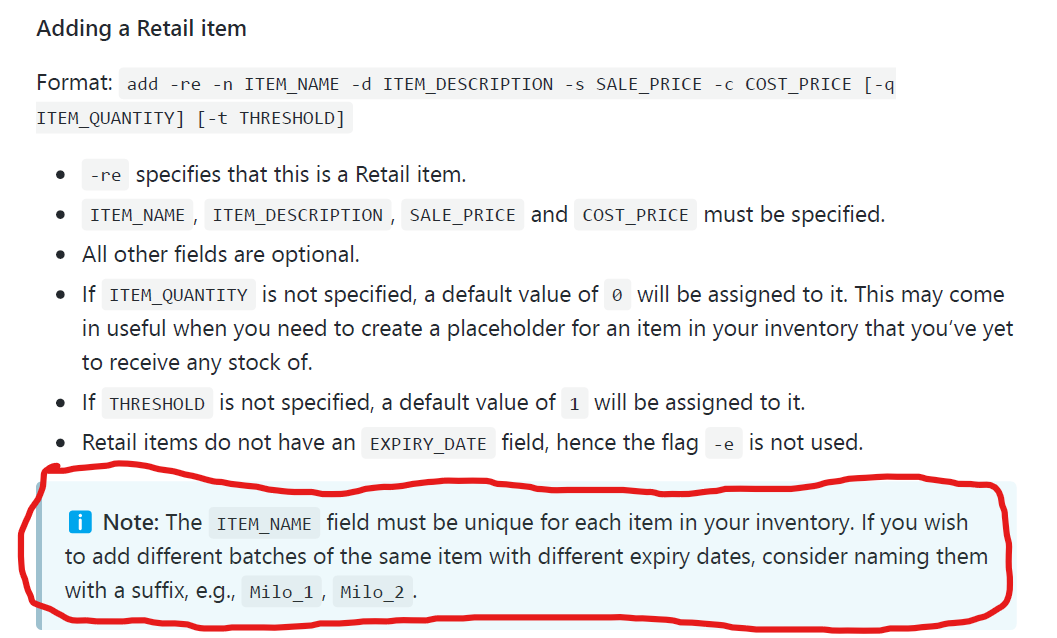 Adding a Retail item
Format: add -re -n ITEM_NAME -d ITEM_DESCRIPTION -s SALE_PRICE -c COST_PRICE [-q
ITEM_QUANTITY] [-t THRESHOLD]
• -re specifies that this is a Retail item.
• ITEM_NAME, ITEM_DESCRIPTION, SALE_PRICE and COST_PRICE must be specified.
• All other fields are optional.
• If ITEM_QUANTITY is not specified, a default value of 0 will be assigned to it. This may come
in useful when you need to create a placeholder for an item in your inventory that you’ve yet
to receive any stock of.
• If THRESHOLD is not specified, a default value of 1 will be assigned to it.
• Retail items do not have an EXPIRY_DATE field, hence the flag -e is not used.
i Note: The ITEM_NAME field must be unique for each item in your inventory. If you wish
to add different batches of the same item with different expiry dates, consider naming them
with a suffix, e.g., Milo_1, Milo_2.